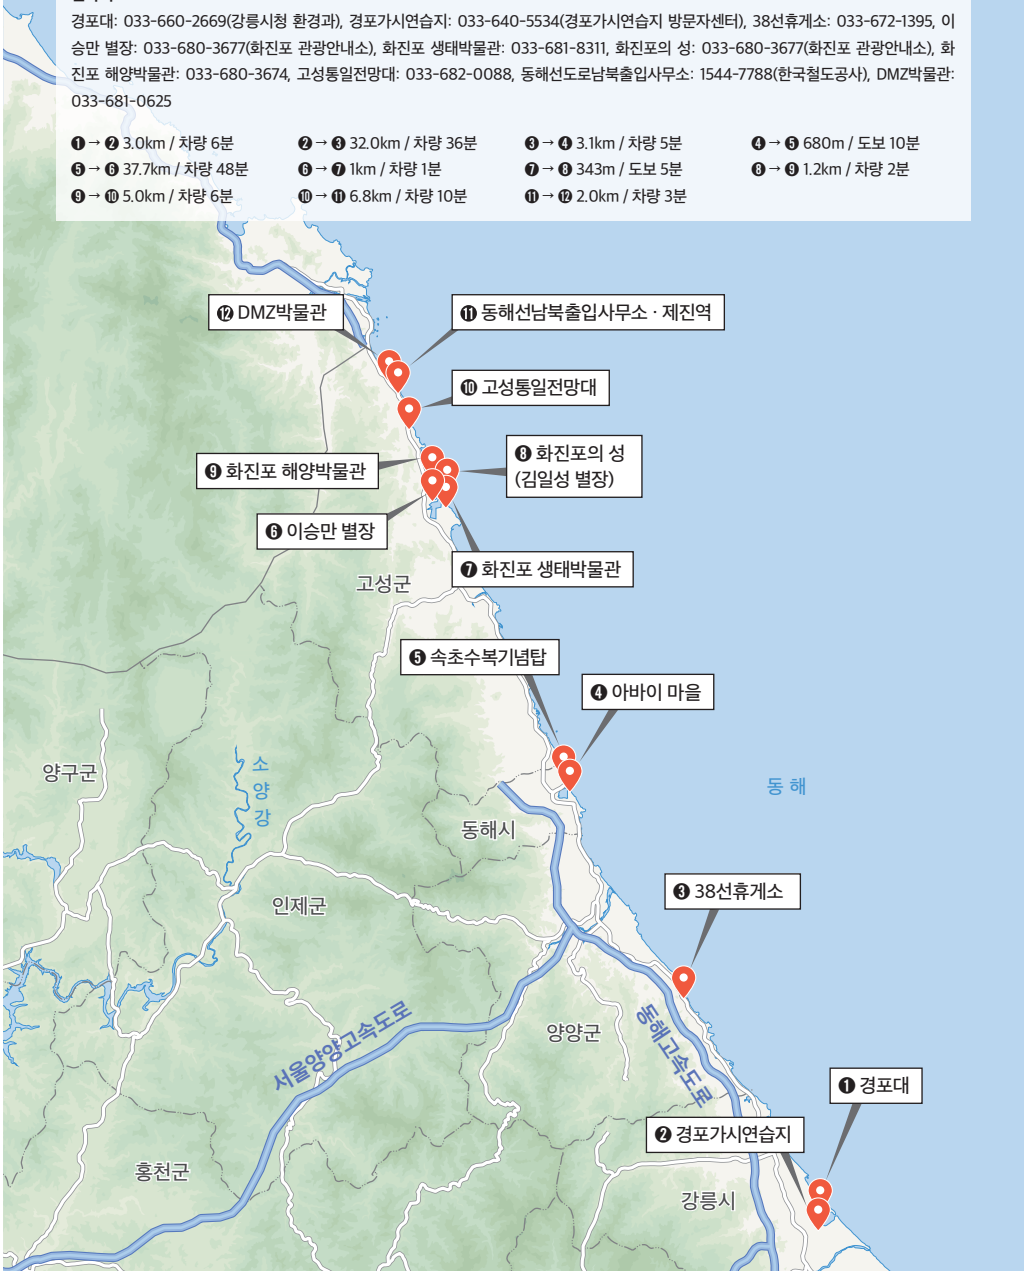 경포대: 033-660-2669(강릉시청 환경과), 경포가시연습지: 033-640-5534(경포가시연습지 방문자센터), 38선휴게소: 033-672-1395, 이
승만 별장: 033-680-3677(화진포 관광안내소), 화진포 생태박물관: 033-681-8311, 화진포의 성: 033-680-3677(화진포 관광안내소), 화
진포 해양박물관: 033-680-3674, 고성통일전망대: 033-682-0088, 동해선도로남북출입사무소: 1544-7788(한국철도공사), DMZ박물관:
033-681-0625
❶ → ❷ 3.0km / 차량 6분 ❷ → ❸ 32.0km / 차량 36분 ❸ → ❹ 3.1km / 차량 5분 ❹ → ❺ 680m / 도보 10분
❺ → ❻ 37.7km / 차량 48분 ❻ → ❼ 1km / 차량 1분 ❼ → ❽ 343m / 도보 5분 ❽ → ❾ 1.2km / 차량 2분
❾ → ❿ 5.0km / 차량 6분 ❿ → ⓫ 6.8km / 차량 10분 ⓫ → ⓬ 2.0km / 차량 3분
⓬ DMZ박물관
⓫ 동해선남북출입사무소 · 제진역
❿ 고성통일전망대
❽ 화진포의 성
(김일성 별장)
❾ 화진포 해양박물관
❻ 이승만 별장
❼ 화진포 생태박물관
고성군
❺ 속초수복기념탑
❹ 아바이 마을
양구군
소양강
동해
동해시
❸ 38선휴게소
인제군
서울양양고속도로
양양군
동해고속도로
❶ 경포대
❷ 경포가시연습지
홍천군
강릉시